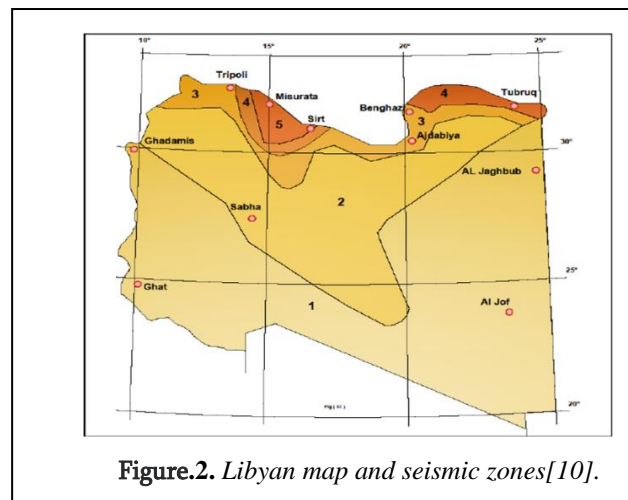 10°
15°
20°
25°
Tripoli
3
4
Misurata
5
Sirt
4
Tubruq
Benghazi
3
Ajdabiya
Ghadamis
30°
AL Jaghbub
2
Sabha
25°
Ghat
1
Al Jof
20°
Figure.2. Libyan map and seismic zones[10].